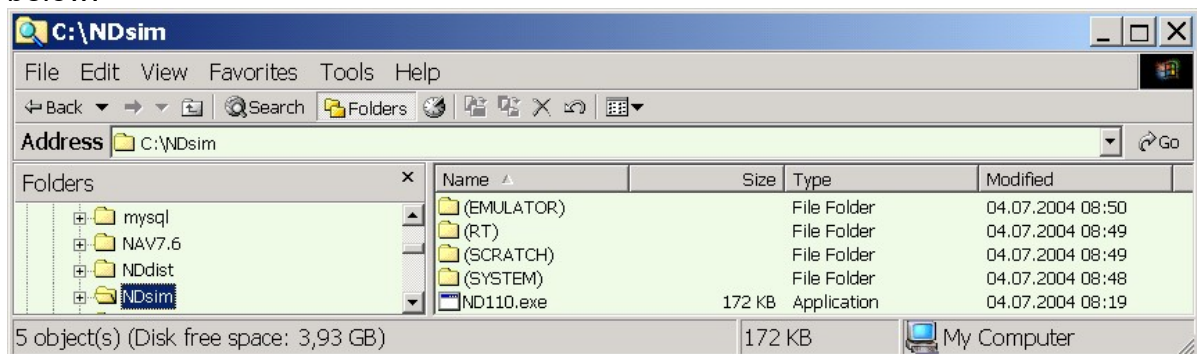 C:\NDsim
File Edit View Favorites Tools Help
Back Search Folders
Address C:\NDsim Go
Folders × Name Size Type Modified
mysql
NAV7.6
NDdist
NDsim
(EMULATOR) File Folder 04.07.2004 08:50
(RT) File Folder 04.07.2004 08:49
(SCRATCH) File Folder 04.07.2004 08:49
(SYSTEM) File Folder 04.07.2004 08:48
ND110.exe 172 KB Application 04.07.2004 08:19
5 object(s) (Disk free space: 3,93 GB) 172 KB My Computer